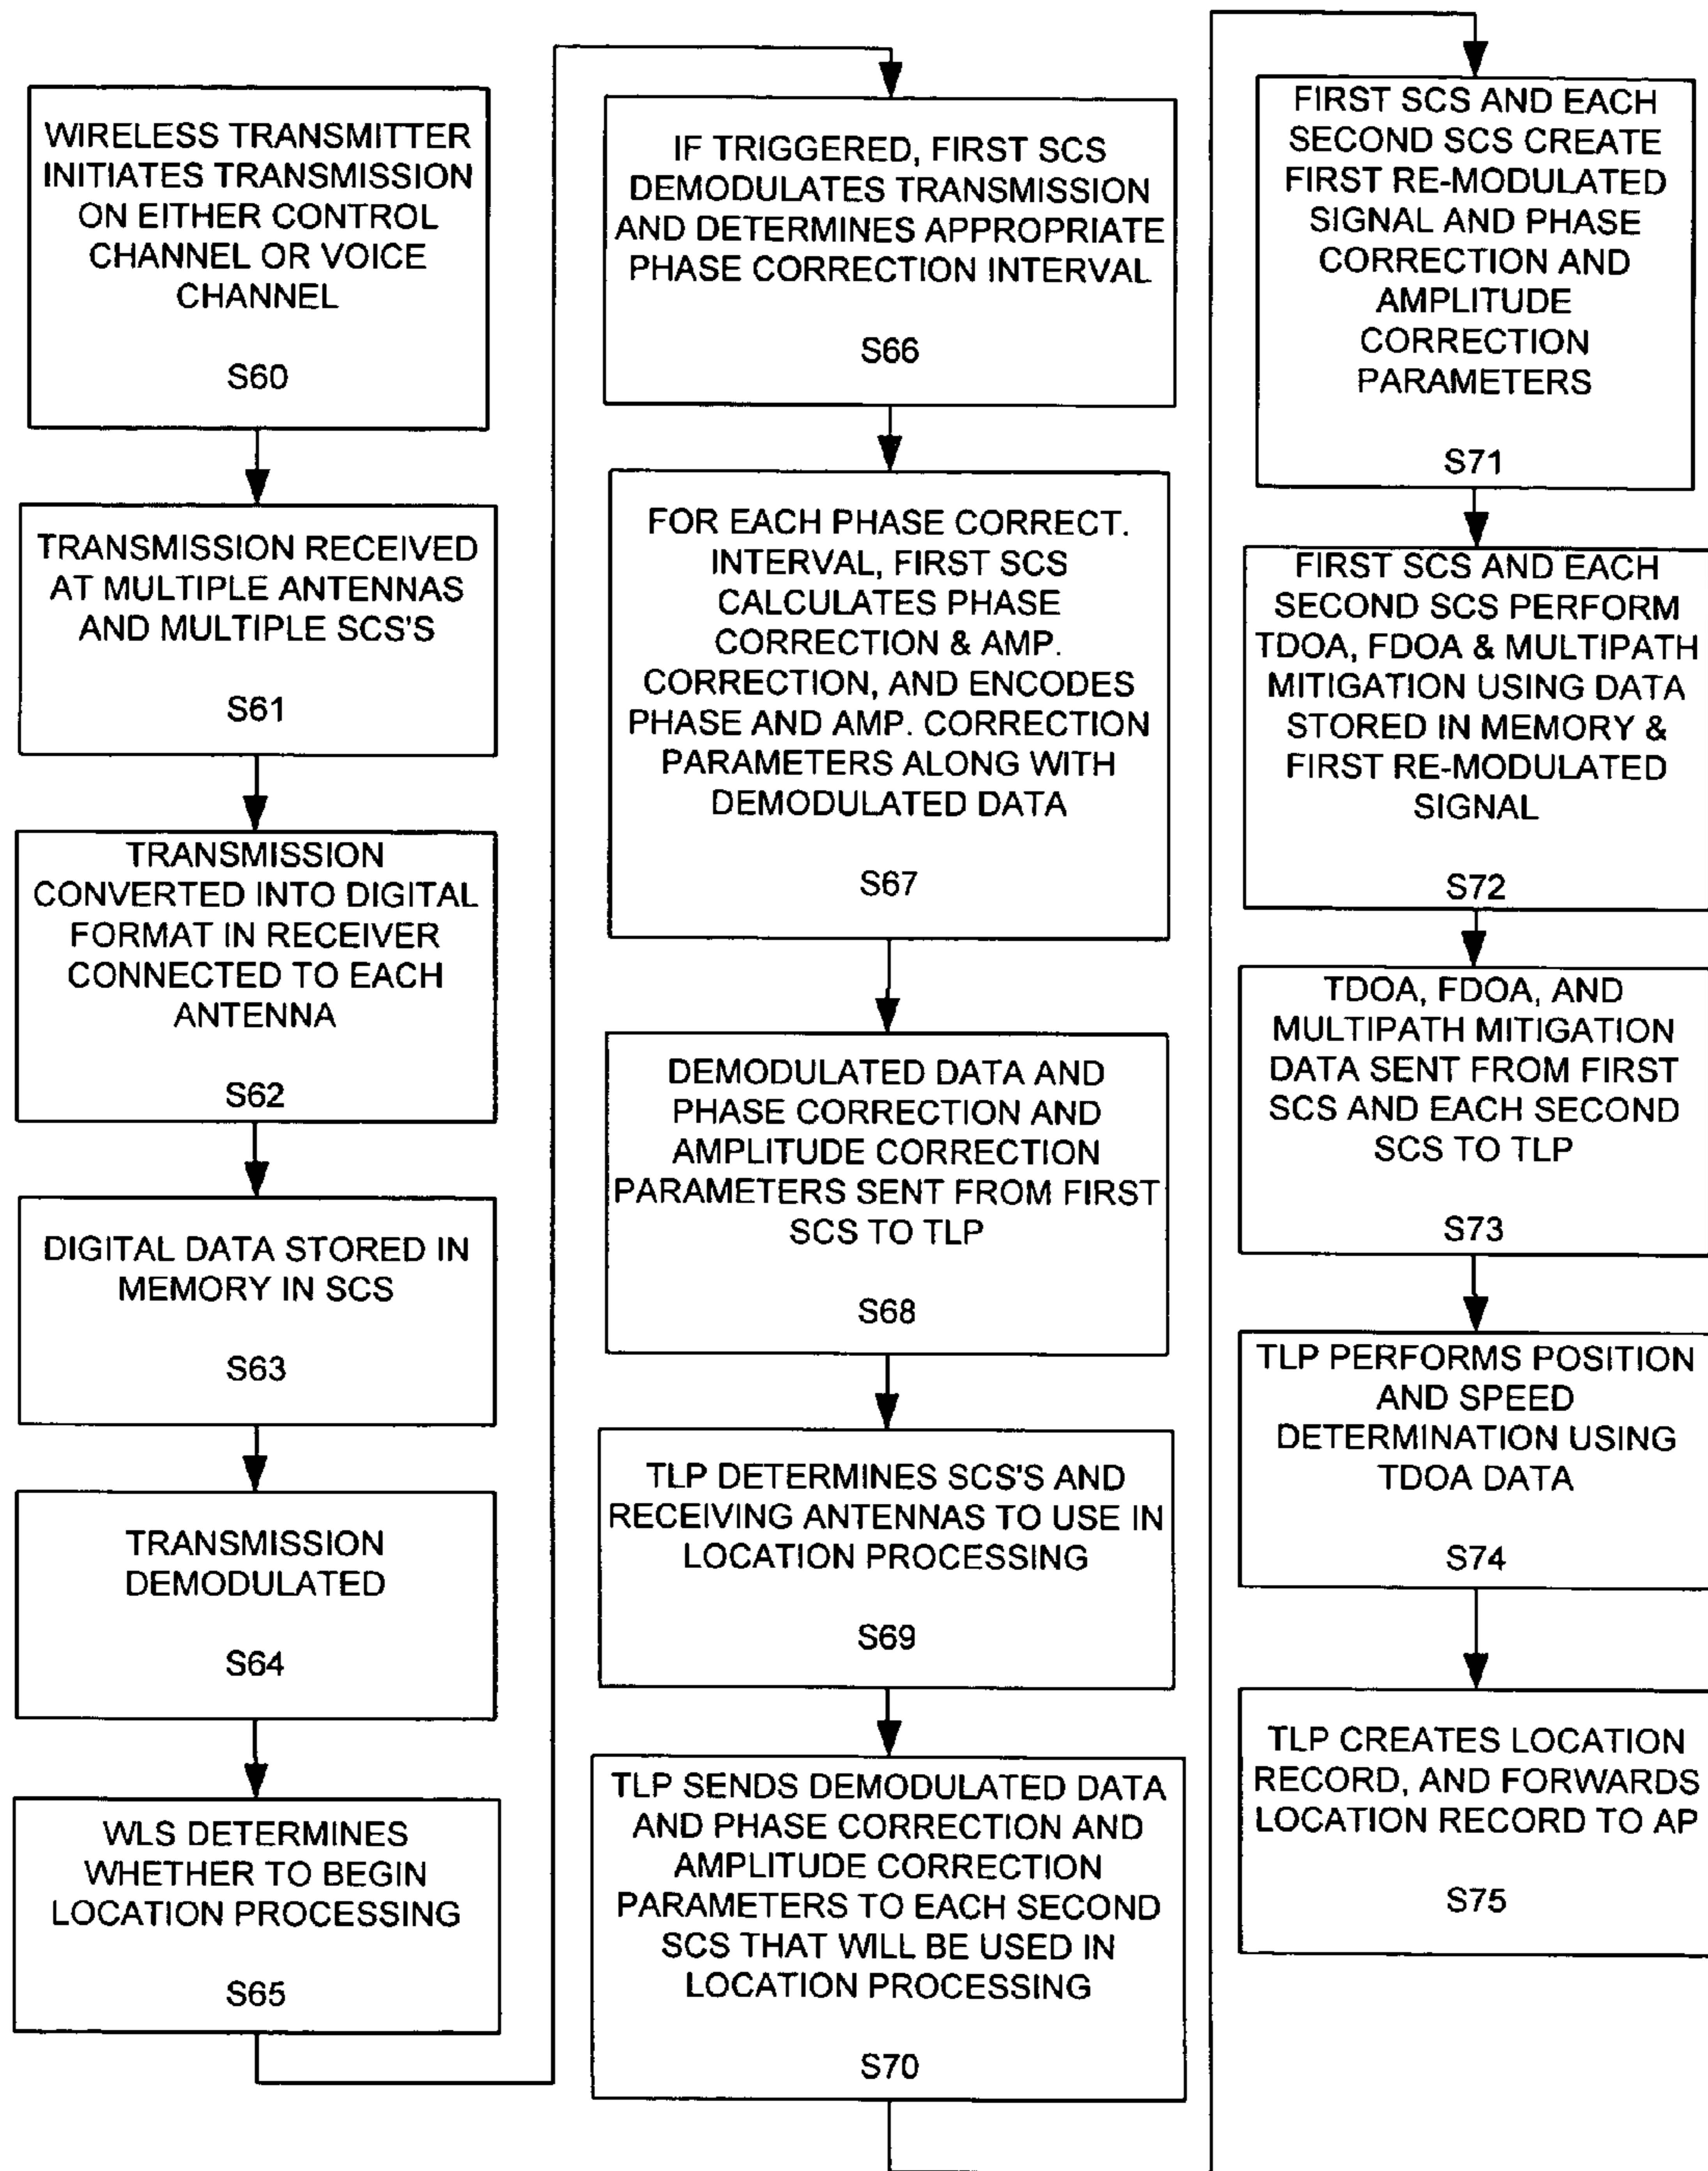 WIRELESS TRANSMITTER
INITIATES TRANSMISSION
ON EITHER CONTROL
CHANNEL OR VOICE
CHANNEL
S60
TRANSMISSION RECEIVED
AT MULTIPLE ANTENNAS
AND MULTIPLE SCS'S
S61
TRANSMISSION
CONVERTED INTO DIGITAL
FORMAT IN RECEIVER
CONNECTED TO EACH
ANTENNA
S62
DIGITAL DATA STORED IN
MEMORY IN SCS
S63
TRANSMISSION
DEMODULATED
S64
WLS DETERMINES
WHETHER TO BEGIN
LOCATION PROCESSING
S65
IF TRIGGERED, FIRST SCS
DEMODULATES TRANSMISSION
AND DETERMINES APPROPRIATE
PHASE CORRECTION INTERVAL
S66
FOR EACH PHASE CORRECT.
INTERVAL, FIRST SCS
CALCULATES PHASE
CORRECTION & AMP.
CORRECTION, AND ENCODES
PHASE AND AMP. CORRECTION
PARAMETERS ALONG WITH
DEMODULATED DATA
S67
DEMODULATED DATA AND
PHASE CORRECTION AND
AMPLITUDE CORRECTION
PARAMETERS SENT FROM FIRST
SCS TO TLP
S68
TLP DETERMINES SCS'S AND
RECEIVING ANTENNAS TO USE IN
LOCATION PROCESSING
S69
TLP SENDS DEMODULATED DATA
AND PHASE CORRECTION AND
AMPLITUDE CORRECTION
PARAMETERS TO EACH SECOND
SCS THAT WILL BE USED IN
LOCATION PROCESSING
S70
FIRST SCS AND EACH
SECOND SCS CREATE
FIRST RE-MODULATED
SIGNAL AND PHASE
CORRECTION AND
AMPLITUDE
CORRECTION
PARAMETERS
S71
FIRST SCS AND EACH
SECOND SCS PERFORM
TDOA, FDOA & MULTIPATH
MITIGATION USING DATA
STORED IN MEMORY &
FIRST RE-MODULATED
SIGNAL
S72
TDOA, FDOA, AND
MULTIPATH MITIGATION
DATA SENT FROM FIRST
SCS AND EACH SECOND
SCS TO TLP
S73
TLP PERFORMS POSITION
AND SPEED
DETERMINATION USING
TDOA DATA
S74
TLP CREATES LOCATION
RECORD, AND FORWARDS
LOCATION RECORD TO AP
S75